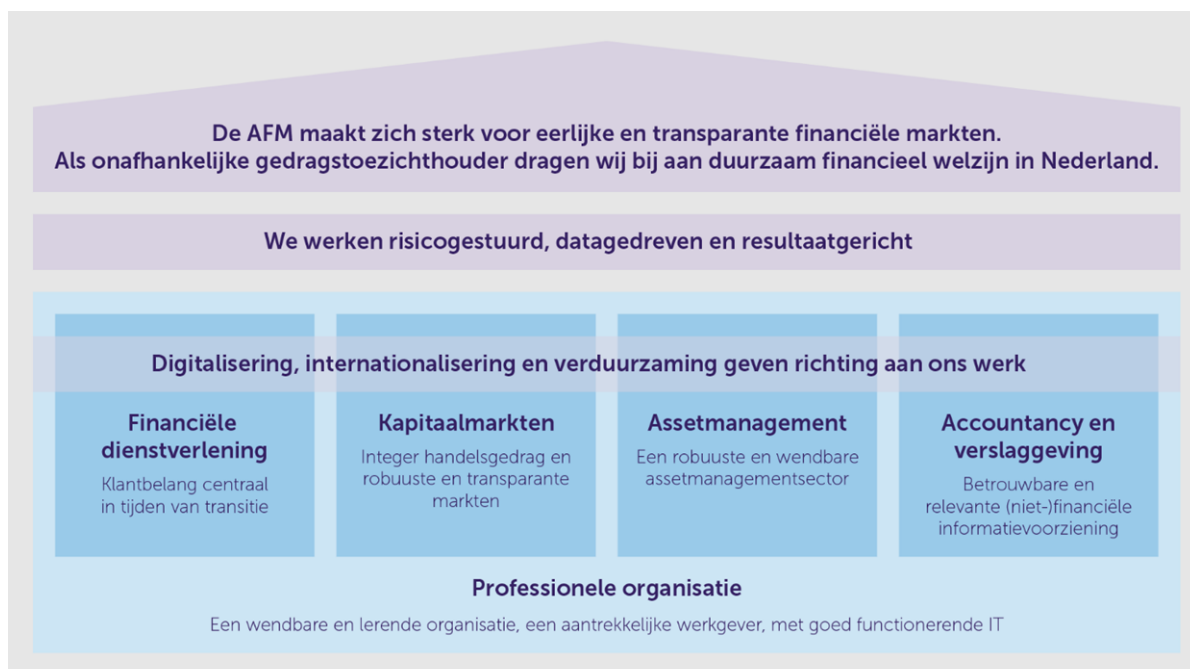 De AFM maakt zich sterk voor eerlijke en transparante financiële markten.
Als onafhankelijke gedragstoezichthouder dragen wij bij aan duurzaam financieel welzijn in Nederland.
We werken risicogestuurd, datagedreven en resultaatgericht
Digitalisering, internationalisering en verduurzaming geven richting aan ons werk
Financiële
dienstverlening
Klantbelang centraal
in tijden van transitie
Kapitaalmarkten
Integer handelsgedrag en
robuuste en transparante
markten
Assetmanagement
Een robuuste en wendbare
assetmanagementsector
Accountancy en
verslaggeving
Betrouwbare en
relevante (niet-)financiële
informatievoorziening
Professionele organisatie
Een wendbare en lerende organisatie, een aantrekkelijke werkgever, met goed functionerende IT